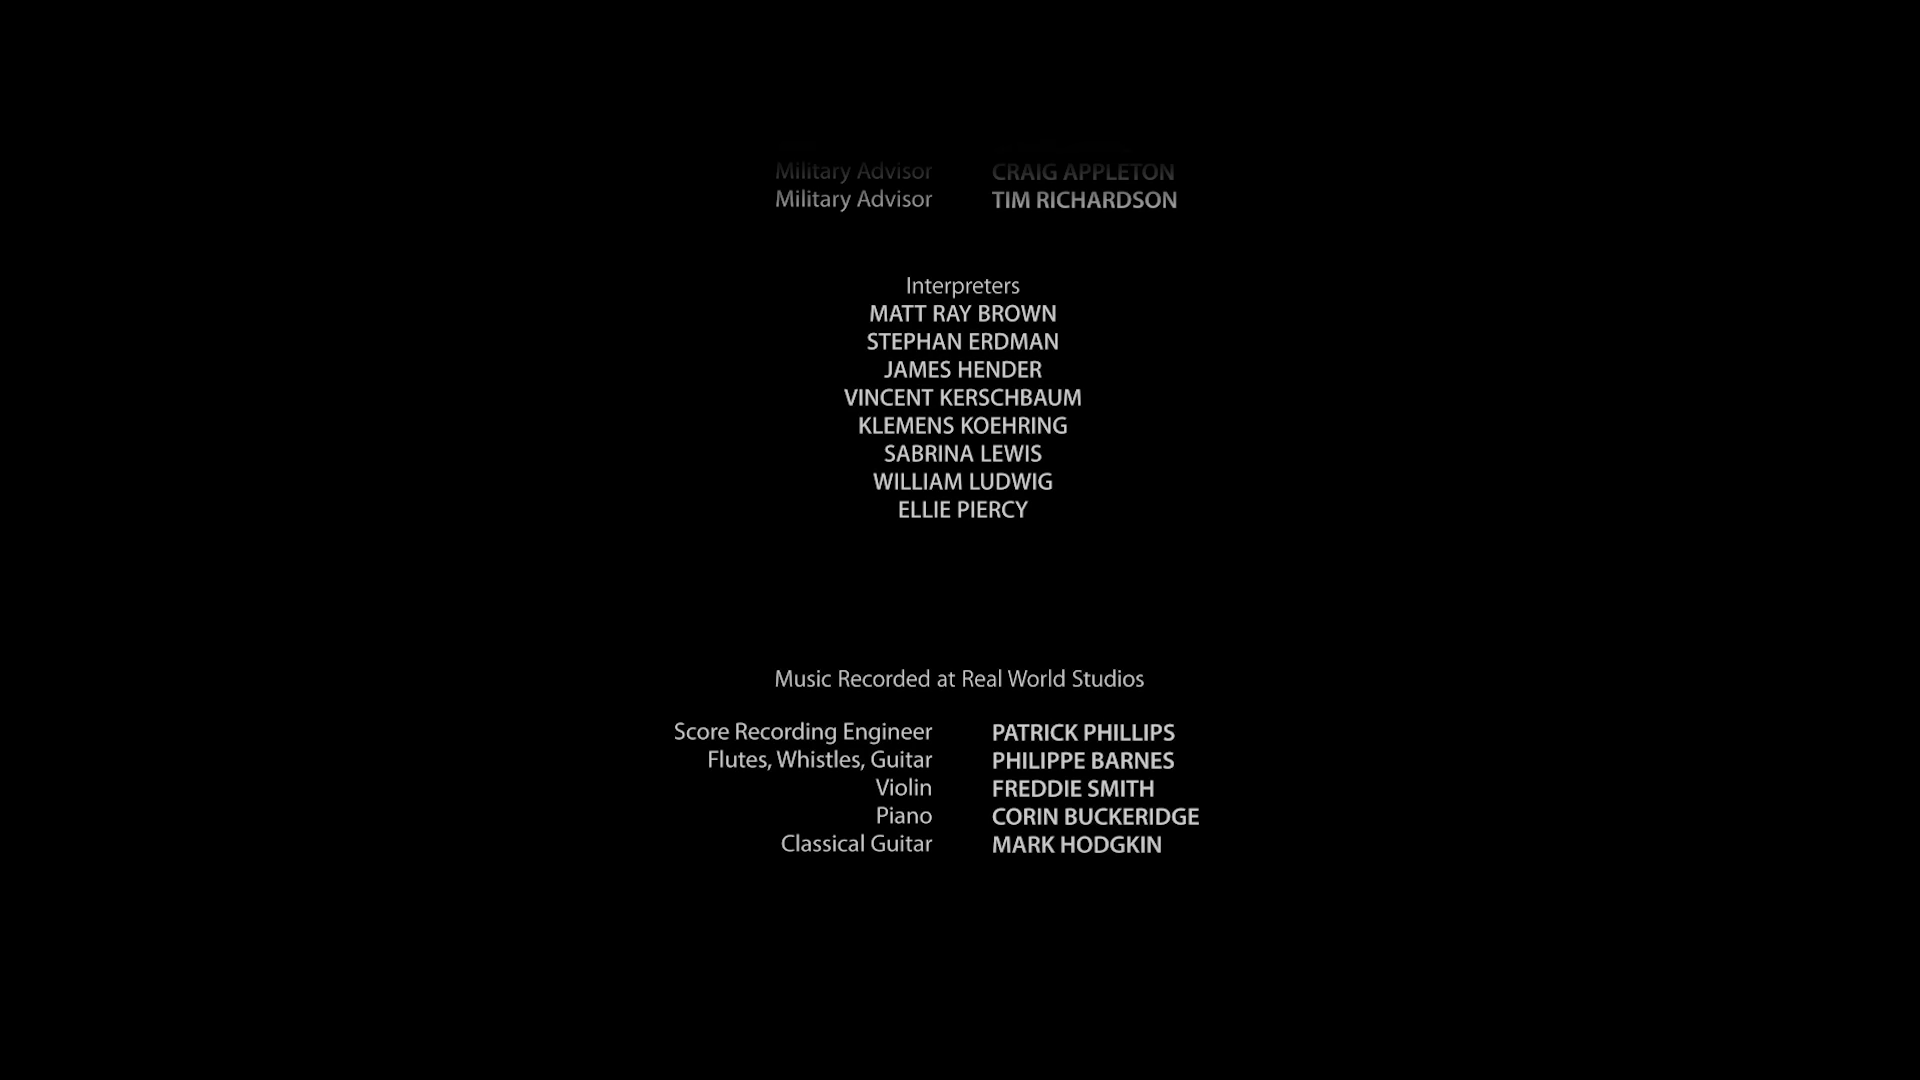 Military Advisor CRAIG APPLETON
Military Advisor TIM RICHARDSON
Interpreters
MATT RAY BROWN
STEPHAN ERDMAN
JAMES HENDER
VINCENT KERSCHBAUM
KLEMENS KOEHRING
SABRINA LEWIS
WILLIAM LUDWIG
ELLIE PIERCY
Music Recorded at Real World Studios
Score Recording Engineer PATRICK PHILLIPS
Flutes, Whistles, Guitar PHILIPPE BARNES
Violin FREDDIE SMITH
Piano CORIN BUCKERIDGE
Classical Guitar MARK HODGKIN